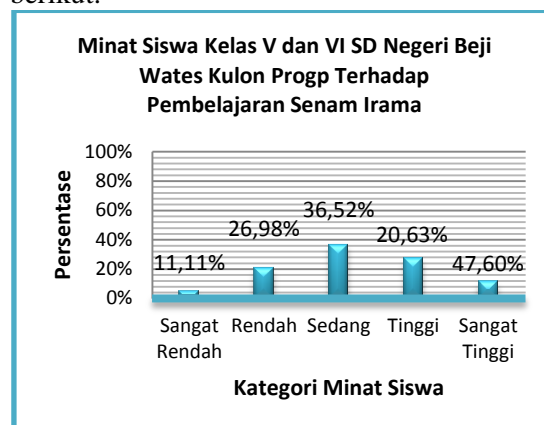 berikut:
Minat Siswa Kelas V dan VI SD Negeri Beji
Wates Kulon Progp Terhadap
Pembelajaran Senam Irama
100%
80%
60%
40%
20%
0%
Persentase
11,11%
26,98%
36,52%
20,63%
47,60%
Sangat Rendah
Rendah
Sedang
Tinggi
Sangat Tinggi
Kategori Minat Siswa